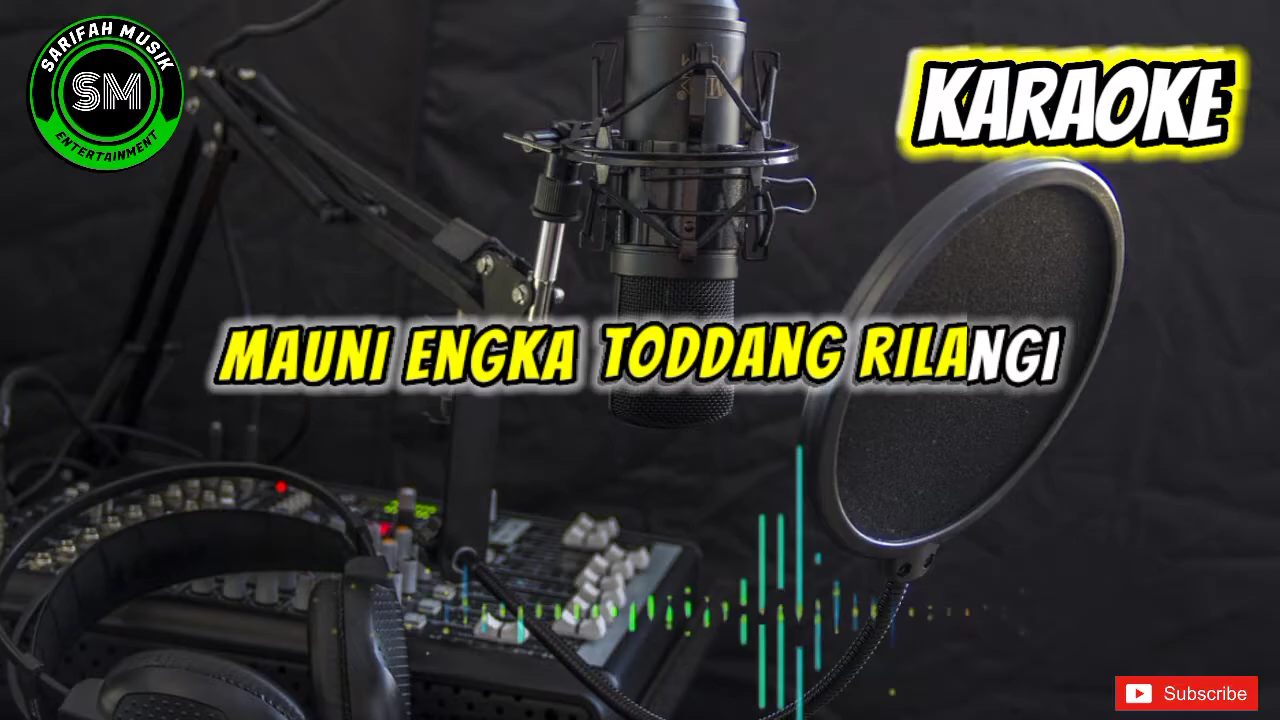 SARIFAH MUSIK
SM
ENTERTAINMENT
KARAOKE
MAUNI ENGKA TODDANG RILANGI
Subscribe